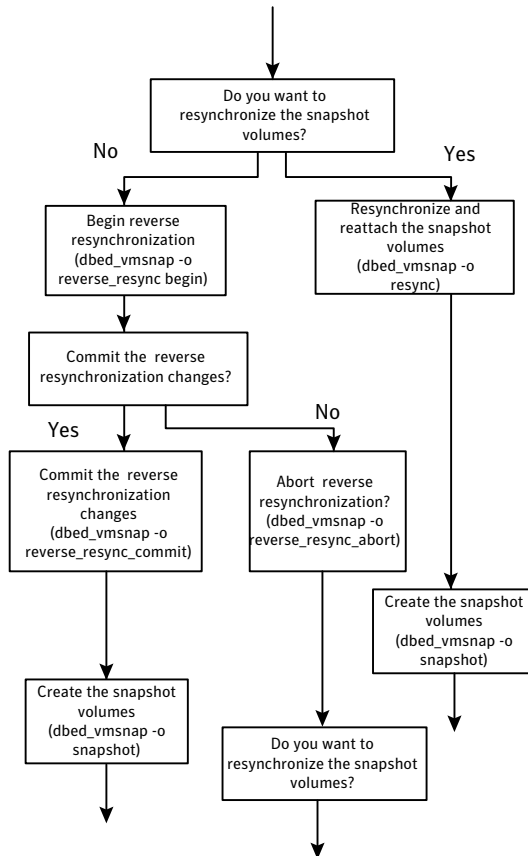 Do you want to
resynchronize the snapshot
volumes?
No
Yes
Begin reverse
resynchronization
(dbed_vmsnap -o
reverse_resync begin)
Resynchronize and
reattach the snapshot
volumes
(dbed_vmsnap -o
resync)
Commit the reverse
resynchronization changes?
Yes
No
Commit the reverse
resynchronization
changes
(dbed_vmsnap -o
reverse_resync_commit)
Abort reverse
resynchronization?
(dbed_vmsnap -o
reverse_resync_abort)
Create the snapshot
volumes
(dbed_vmsnap -o
snapshot)
Create the snapshot
volumes
(dbed_vmsnap -o
snapshot)
Do you want to
resynchronize the snapshot
volumes?